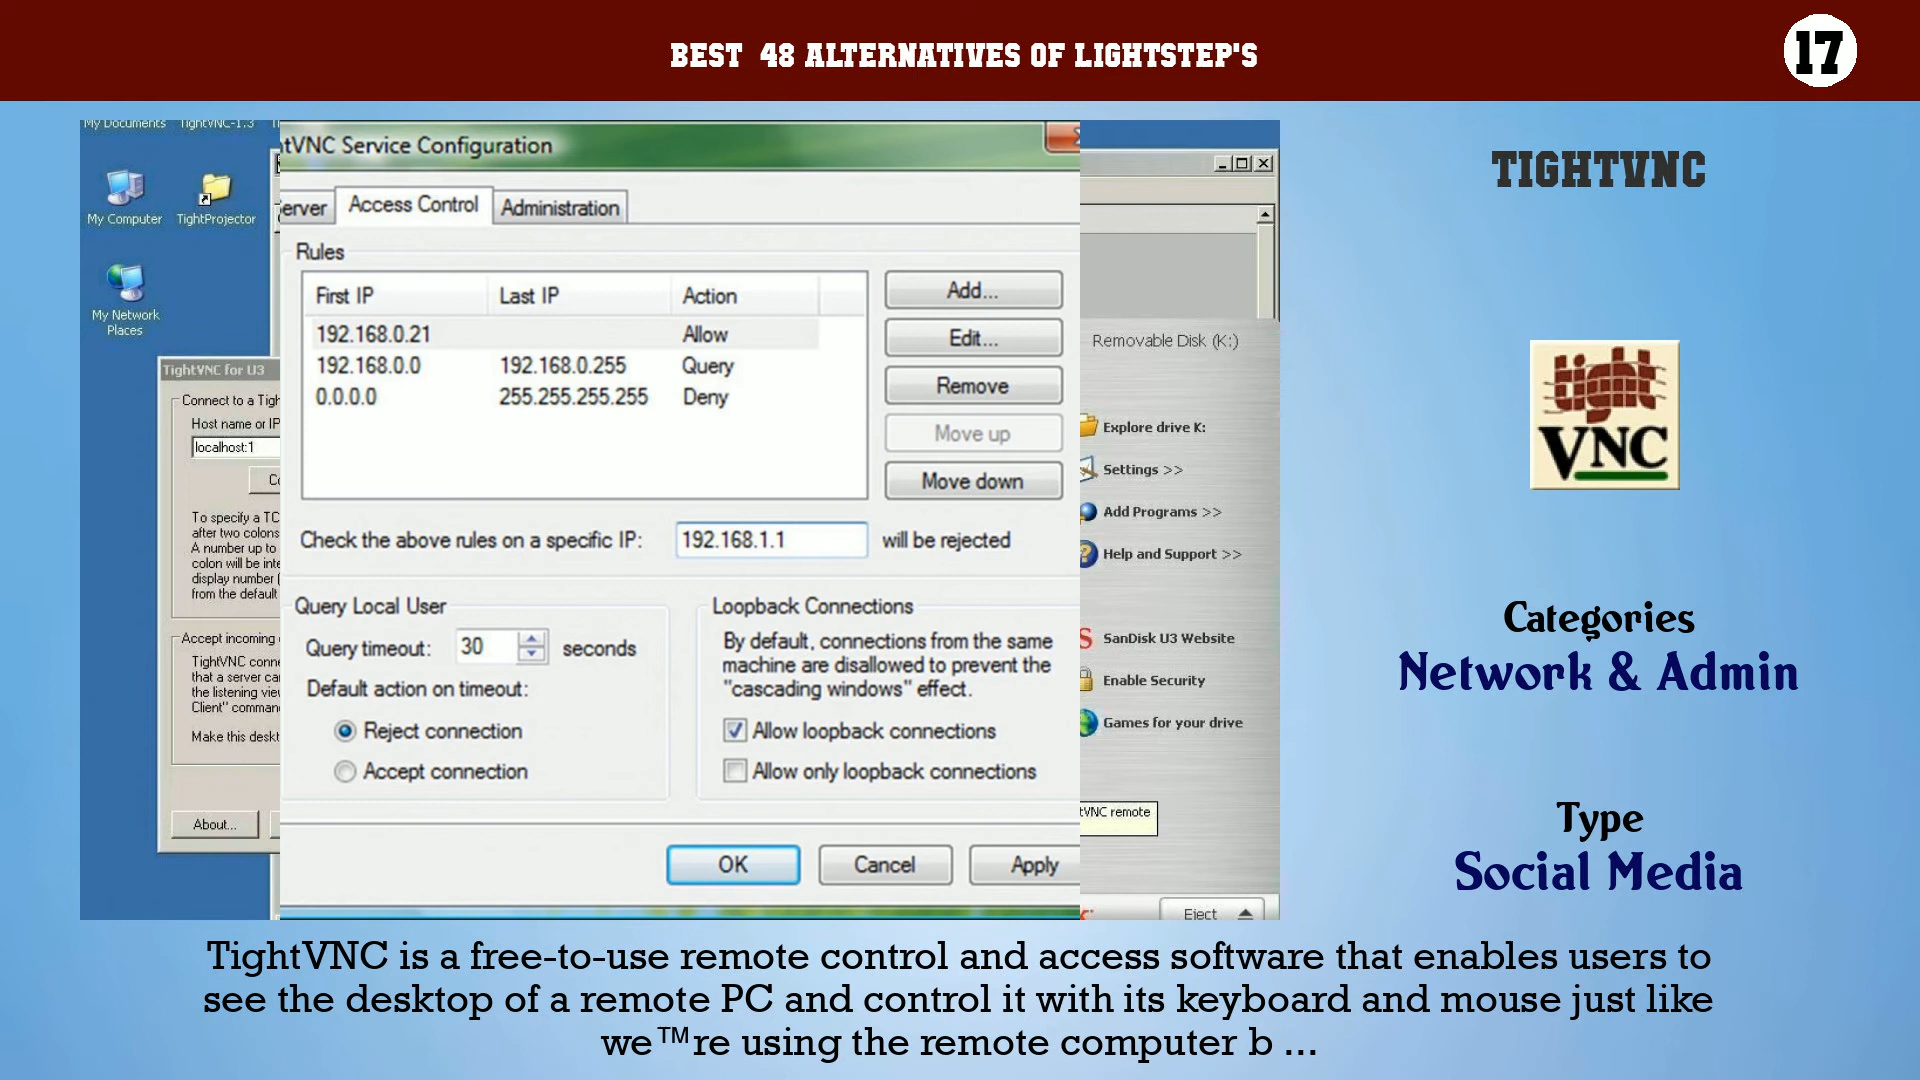 BEST 48 ALTERNATIVES OF LIGHTSTEP'S
17
My Documents TightVNC-1.3
My Computer TightProjector
My Network
Places
TightVNC for U3
Connect to a Tigh
Host name or IP
localhost:1
To specify a TC
after two colons
A number up to
colon will be inte
display number (
from the default
Accept incoming
TightVNC conne
that a server ca
the listening vie
Client" comman
Make this deskt
About...
tVNC Service Configuration
erver Access Control Administration
Rules
First IP Last IP Action
192.168.0.21 Allow
192.168.0.0 192.168.0.255 Query
0.0.0.0 255.255.255.255 Deny
Add...
Edit...
Remove
Move up
Move down
Check the above rules on a specific IP: 192.168.1.1 will be rejected
Query Local User
Query timeout: 30 seconds
Default action on timeout:
Reject connection
Accept connection
Loopback Connections
By default, connections from the same
machine are disallowed to prevent the
"cascading windows" effect.
Allow loopback connections
Allow only loopback connections
OK Cancel Apply
Removable Disk (K:)
Explore drive K:
Settings >>
Add Programs >>
Help and Support >>
SanDisk U3 Website
Enable Security
Games for your drive
tVNC remote
Eject
TIGHTVNC
tight
VNC
Categories
Network & Admin
Type
Social Media
TightVNC is a free-to-use remote control and access software that enables users to
see the desktop of a remote PC and control it with its keyboard and mouse just like
we™re using the remote computer b ...